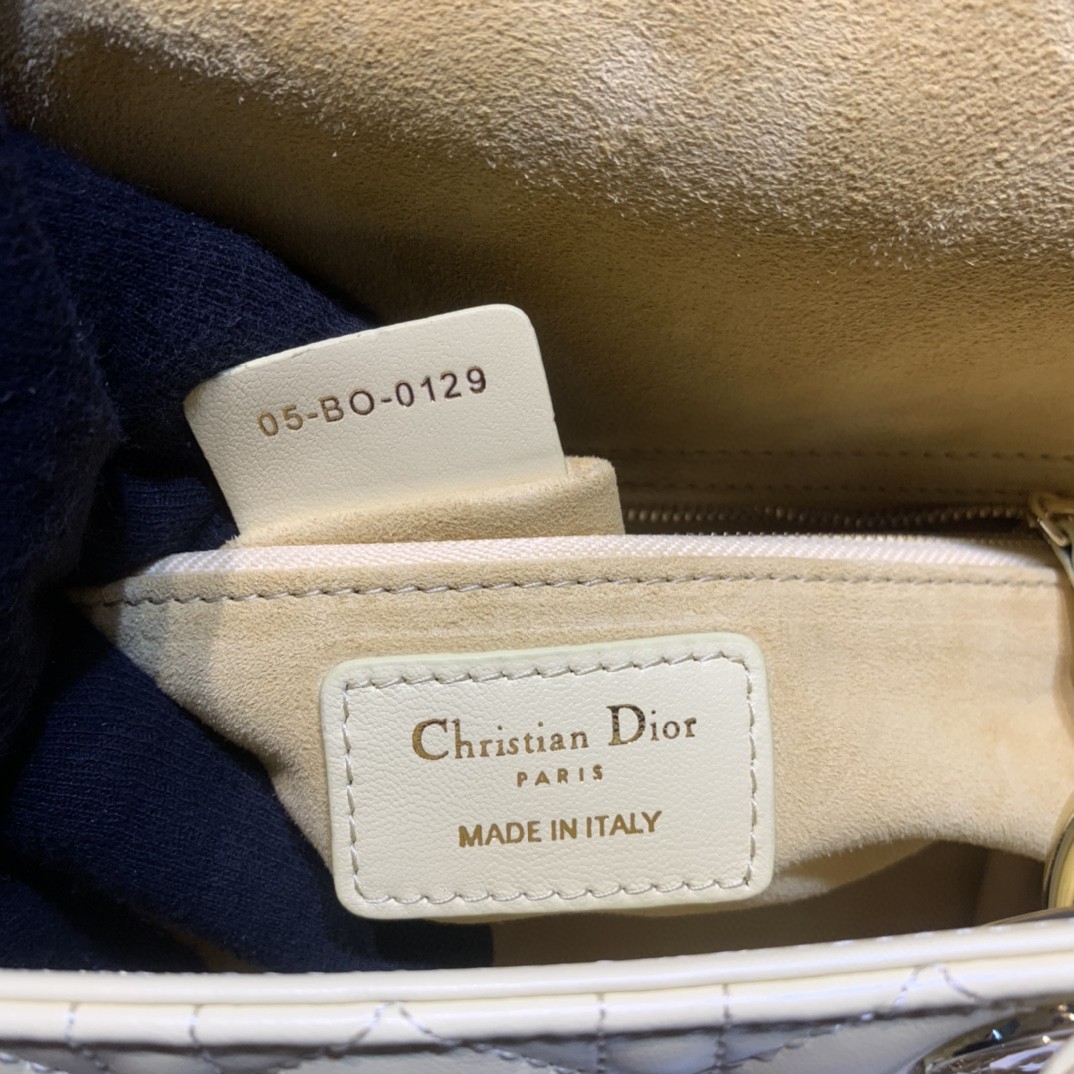 05-BO-0129
Christian Dior
PARIS
MADE IN ITALY